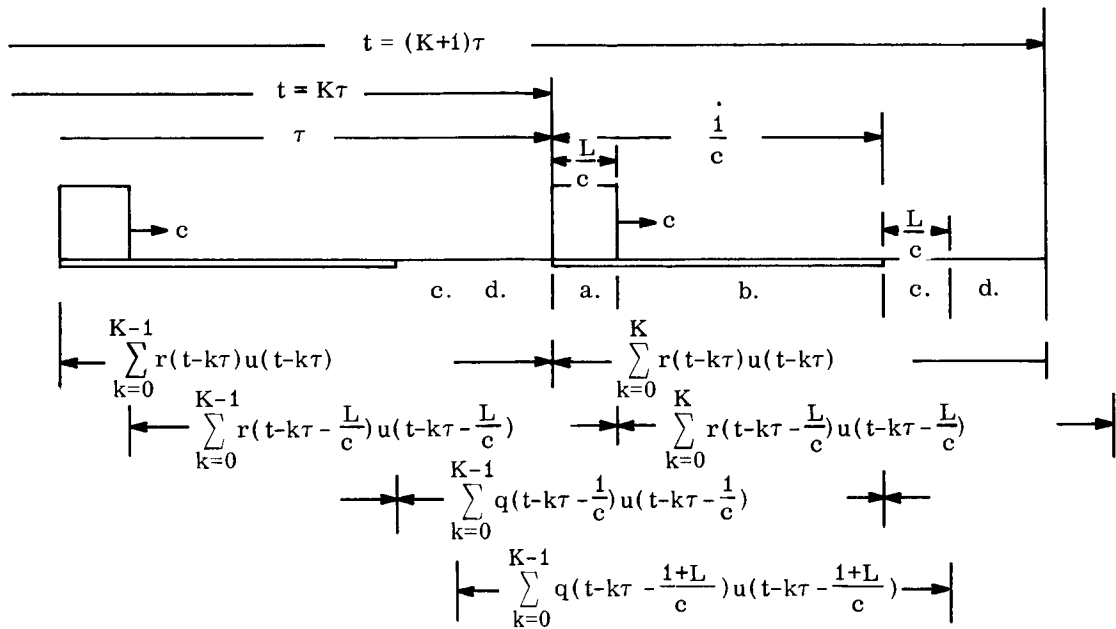 t = (K+1)τ
t = Kτ
τ
1/c
L/c
c
c
L/c
c. d. a. b. c. d.
K-1 ∑ k=0 r(t-kτ)u(t-kτ)
K ∑ k=0 r(t-kτ)u(t-kτ)
K-1 ∑ k=0 r(t-kτ - L/c)u(t-kτ - L/c)
K ∑ k=0 r(t-kτ - L/c)u(t-kτ - L/c)
K-1 ∑ k=0 q(t-kτ - 1/c)u(t-kτ - 1/c)
K-1 ∑ k=0 q(t-kτ - 1+L/c)u(t-kτ - 1+L/c)